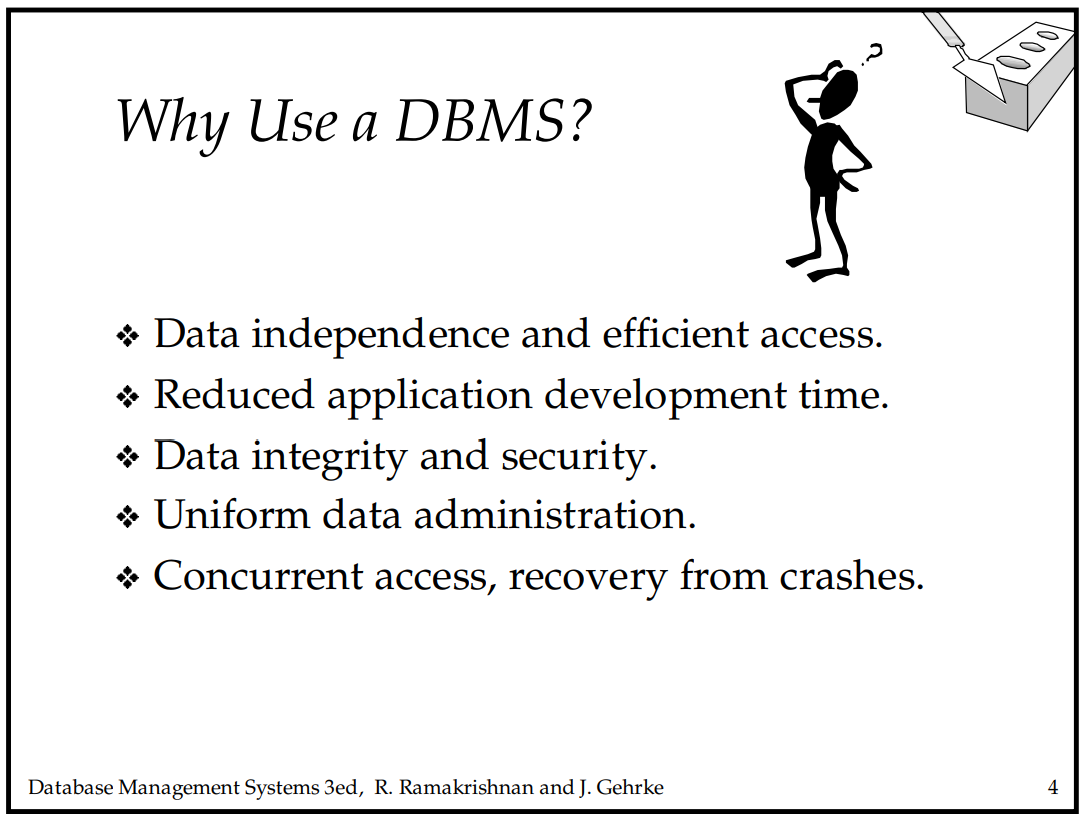 ?
Why Use a DBMS?
❖ Data independence and efficient access.
❖ Reduced application development time.
❖ Data integrity and security.
❖ Uniform data administration.
❖ Concurrent access, recovery from crashes.
Database Management Systems 3ed, R. Ramakrishnan and J. Gehrke 4